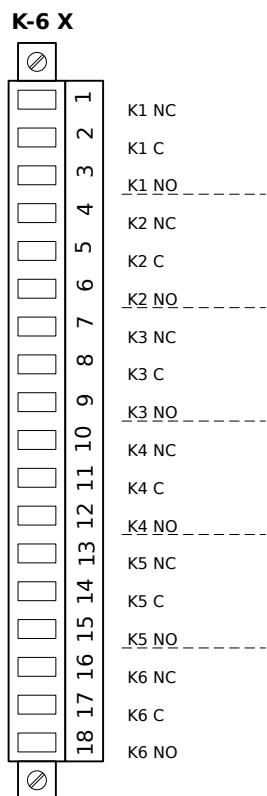 K-6 X
1 K1 NC
2 K1 C
3 K1 NO
4 K2 NC
5 K2 C
6 K2 NO
7 K3 NC
8 K3 C
9 K3 NO
10 K4 NC
11 K4 C
12 K4 NO
13 K5 NC
14 K5 C
15 K5 NO
16 K6 NC
17 K6 C
18 K6 NO